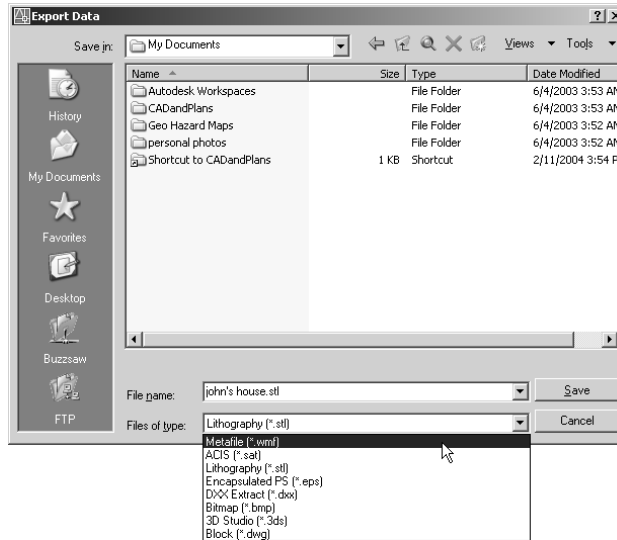 Export Data
Save in: My Documents Views Tools
Name Size Type Date Modified
Autodesk Workspaces File Folder 6/4/2003 3:53 AM
CADandPlans File Folder 6/4/2003 3:53 AM
Geo Hazard Maps File Folder 6/4/2003 3:52 AM
personal photos File Folder 6/4/2003 3:52 AM
Shortcut to CADandPlans 1 KB Shortcut 2/11/2004 3:54 P
History
My Documents
Favorites
Desktop
Buzzsaw
FTP
File name: john's house.stl Save
Files of type: Lithography (*.stl) Cancel
Metafile (*.wmf)
ACIS (*.sat)
Lithography (*.stl)
Encapsulated PS (*.eps)
DXX Extract (*.dxx)
Bitmap (*.bmp)
3D Studio (*.3ds)
Block (*.dwg)